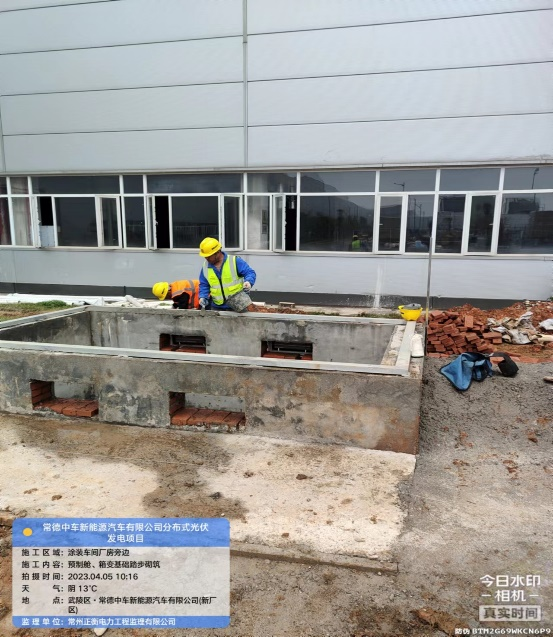 常德中车新能源汽车有限公司分布式光伏
发电项目
施工区域：涂装车间厂房旁边
施工内容：预制舱、箱变基础踏步砌筑
拍摄时间：2023.04.05 10:16
天　　气：阴 13℃
地　　点：武陵区·常德中车新能源汽车有限公司(新厂
区)
监理单位：常州正衡电力工程监理有限公司
今日水印
相机
真实时间
防伪 BTM2G69WKCN6P9